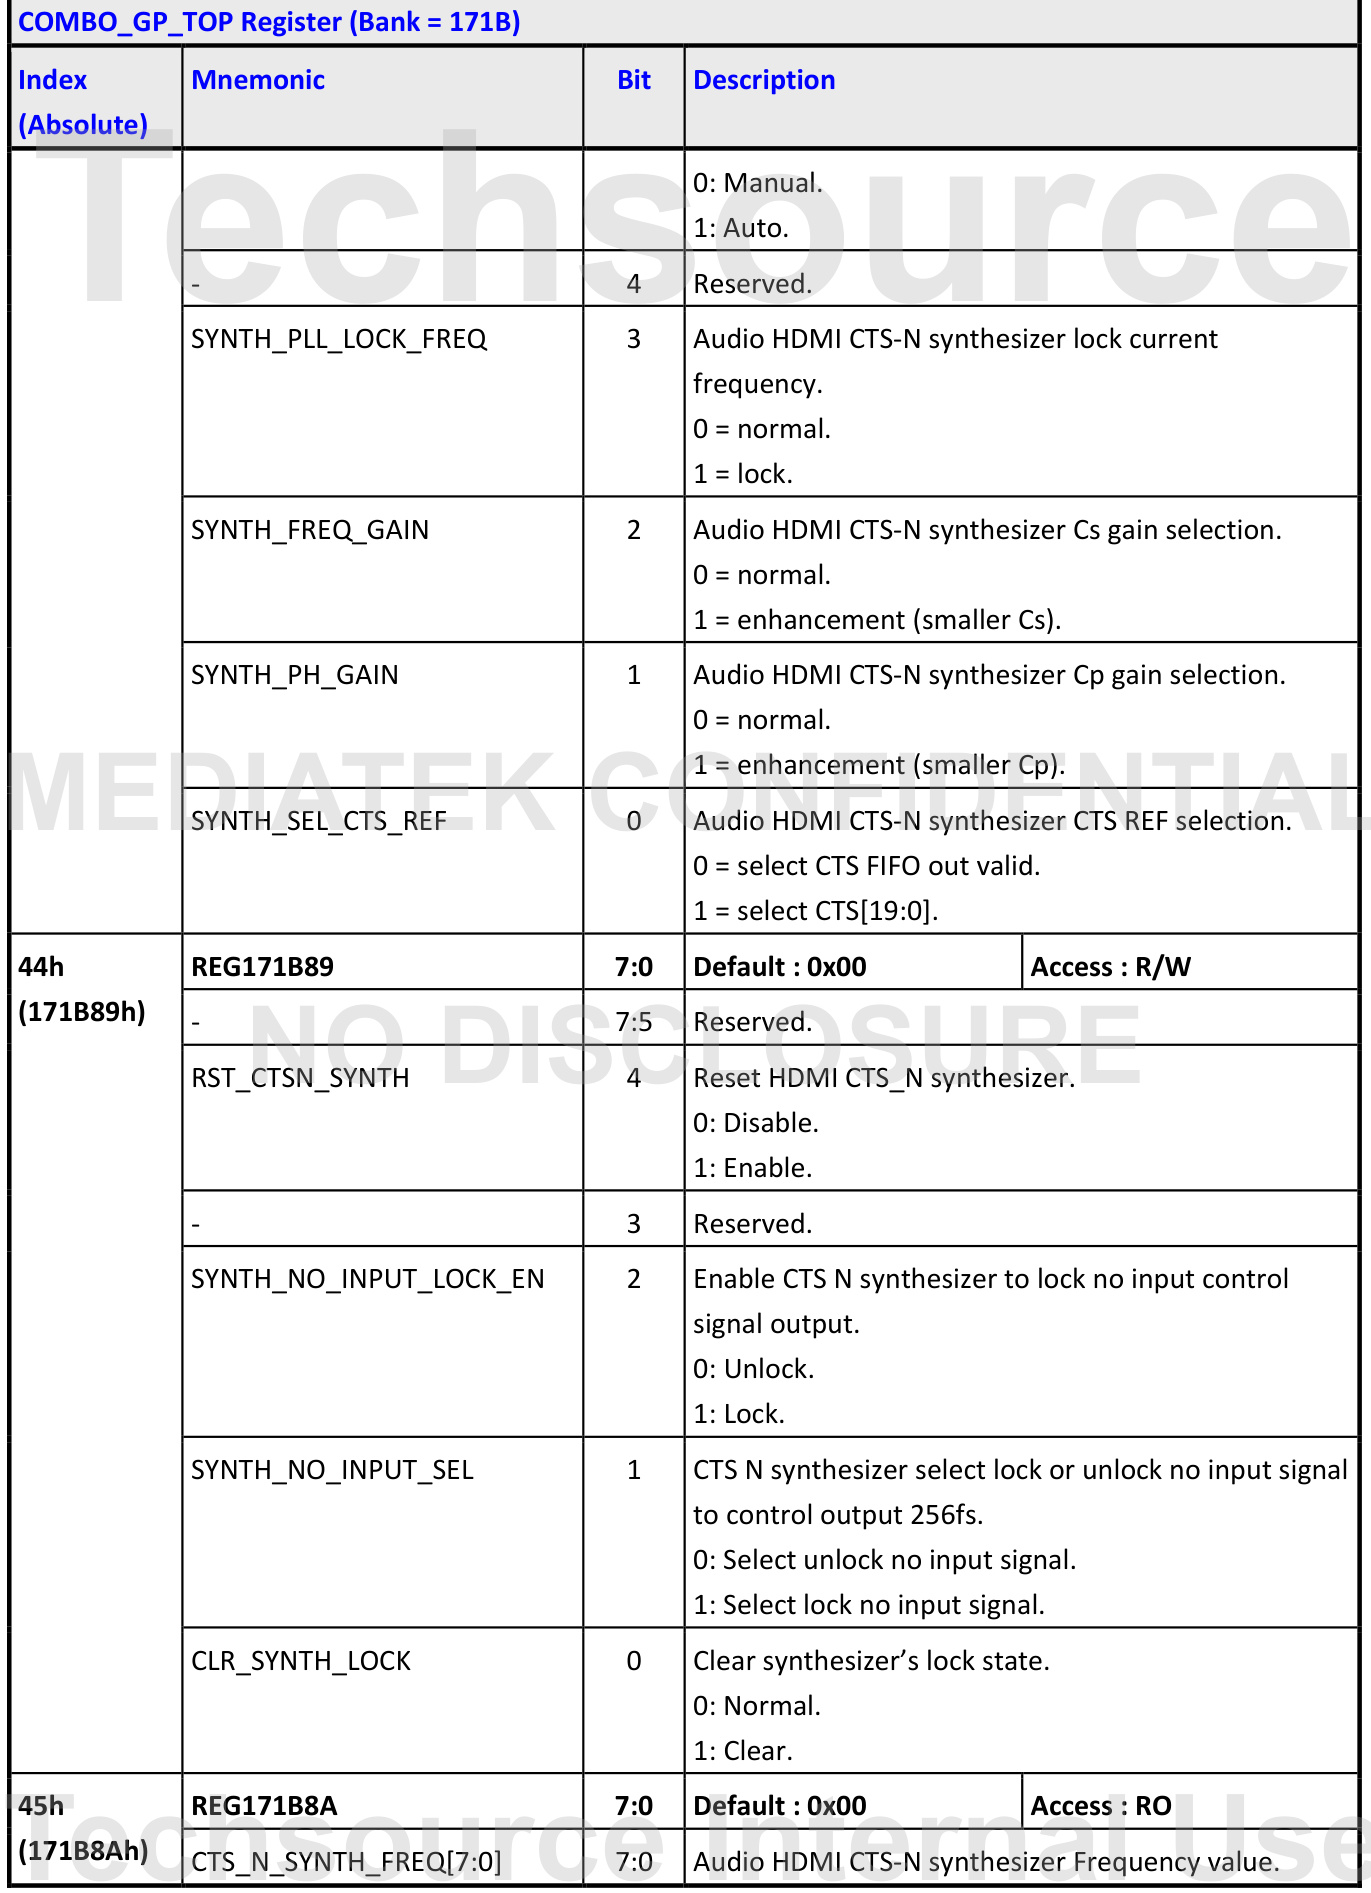 COMBO_GP_TOP Register (Bank = 171B)
Index
(Absolute)
Mnemonic
Bit
Description
0: Manual.
1: Auto.
-
4
Reserved.
SYNTH_PLL_LOCK_FREQ
3
Audio HDMI CTS-N synthesizer lock current
frequency.
0 = normal.
1 = lock.
SYNTH_FREQ_GAIN
2
Audio HDMI CTS-N synthesizer Cs gain selection.
0 = normal.
1 = enhancement (smaller Cs).
SYNTH_PH_GAIN
1
Audio HDMI CTS-N synthesizer Cp gain selection.
0 = normal.
1 = enhancement (smaller Cp).
SYNTH_SEL_CTS_REF
0
Audio HDMI CTS-N synthesizer CTS REF selection.
0 = select CTS FIFO out valid.
1 = select CTS[19:0].
44h
(171B89h)
REG171B89
7:0
Default : 0x00
Access : R/W
-
7:5
Reserved.
RST_CTSN_SYNTH
4
Reset HDMI CTS_N synthesizer.
0: Disable.
1: Enable.
-
3
Reserved.
SYNTH_NO_INPUT_LOCK_EN
2
Enable CTS N synthesizer to lock no input control
signal output.
0: Unlock.
1: Lock.
SYNTH_NO_INPUT_SEL
1
CTS N synthesizer select lock or unlock no input signal
to control output 256fs.
0: Select unlock no input signal.
1: Select lock no input signal.
CLR_SYNTH_LOCK
0
Clear synthesizer’s lock state.
0: Normal.
1: Clear.
45h
(171B8Ah)
REG171B8A
7:0
Default : 0x00
Access : RO
CTS_N_SYNTH_FREQ[7:0]
7:0
Audio HDMI CTS-N synthesizer Frequency value.
Techsource
MEDIATEK CONFIDENTIAL
NO DISCLOSURE
Techsource Internal Use